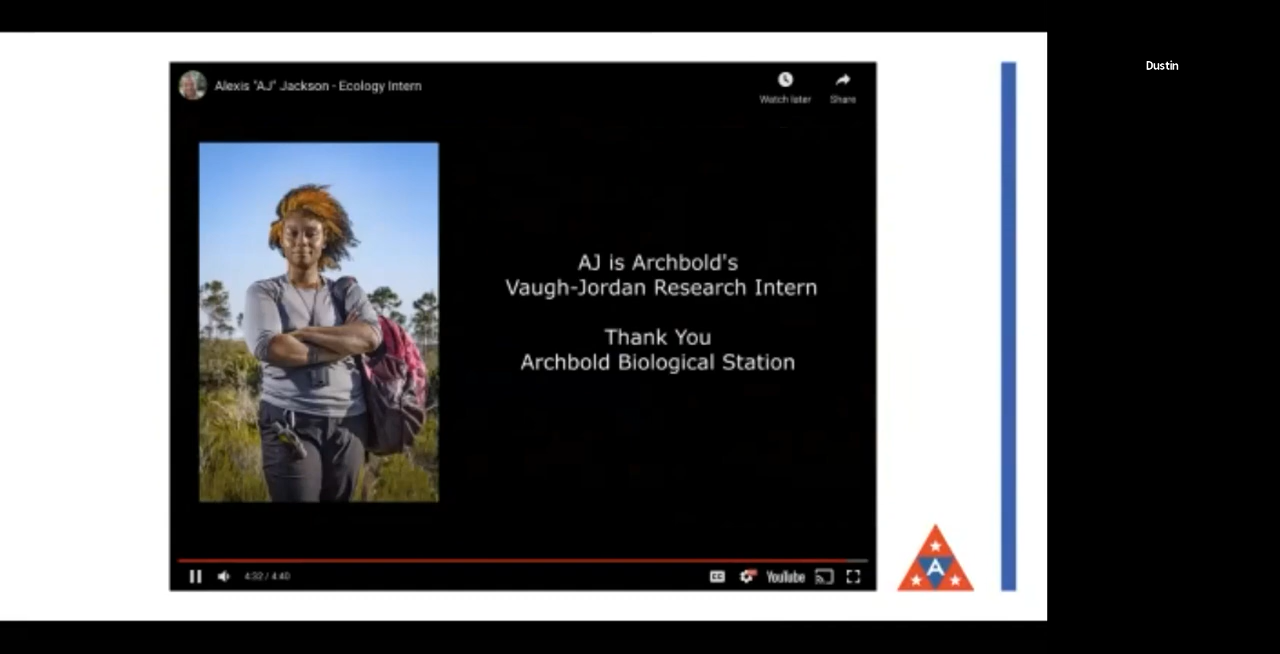 Dustin
Alexis "AJ" Jackson - Ecology Intern
Watch later
Share
AJ is Archbold's
Vaugh-Jordan Research Intern
Thank You
Archbold Biological Station
4:32 / 4:40
CC
YouTube
A